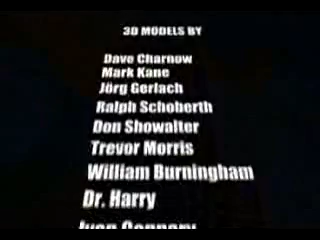 3D MODELS BY
Dave Charnow
Mark Kane
Jörg Gerlach
Ralph Schoberth
Don Showalter
Trevor Morris
William Burningham
Dr. Harry